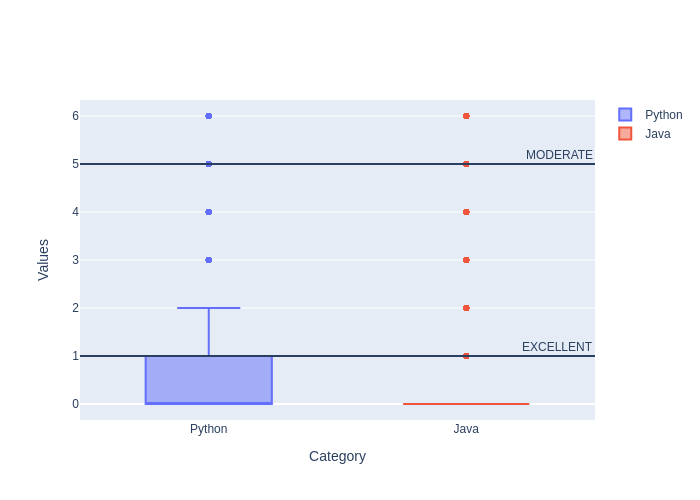 6
5
4
3
2
1
0
Values
MODERATE
EXCELLENT
Python
Java
Category
Python
Java